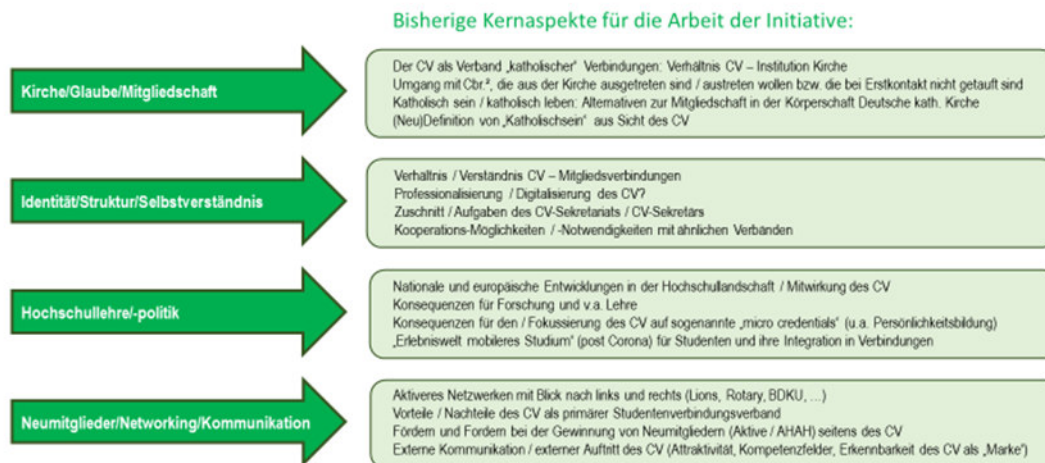 Bisherige Kernaspekte für die Arbeit der Initiative:
Kirche/Glaube/Mitgliedschaft
Der CV als Verband „katholischer" Verbindungen: Verhältnis CV – Institution Kirche
Umgang mit Cbr.², die aus der Kirche ausgetreten sind / austreten wollen bzw. die bei Erstkontakt nicht getauft sind
Katholisch sein / katholisch leben: Alternativen zur Mitgliedschaft in der Körperschaft Deutsche kath. Kirche
(Neu)Definition von „Katholischsein" aus Sicht des CV
Identität/Struktur/Selbstverständnis
Verhältnis / Verständnis CV – Mitgliedsverbindungen
Professionalisierung / Digitalisierung des CV?
Zuschnitt / Aufgaben des CV-Sekretariats / CV-Sekretärs
Kooperations-Möglichkeiten / -Notwendigkeiten mit ähnlichen Verbänden
Hochschullehre/-politik
Nationale und europäische Entwicklungen in der Hochschullandschaft / Mitwirkung des CV
Konsequenzen für Forschung und v.a. Lehre
Konsequenzen für den / Fokussierung des CV auf sogenannte „micro credentials" (u.a. Persönlichkeitsbildung)
„Erlebniswelt mobileres Studium" (post Corona) für Studenten und ihre Integration in Verbindungen
Neumitglieder/Networking/Kommunikation
Aktiveres Netzwerken mit Blick nach links und rechts (Lions, Rotary, BDKU, …)
Vorteile / Nachteile des CV als primärer Studentenverbindungsverband
Fördern und Fordern bei der Gewinnung von Neumitgliedern (Aktive / AHAH) seitens des CV
Externe Kommunikation / externer Auftritt des CV (Attraktivität, Kompetenzfelder, Erkennbarkeit des CV als „Marke")